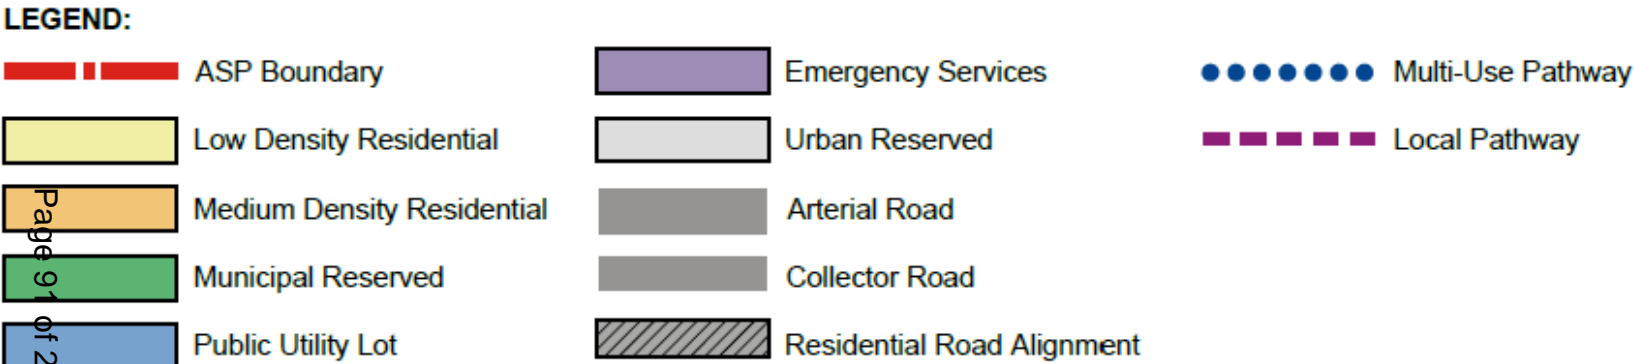 LEGEND:
ASP Boundary
Low Density Residential
Medium Density Residential
Municipal Reserved
Public Utility Lot
Emergency Services
Urban Reserved
Arterial Road
Collector Road
Residential Road Alignment
Multi-Use Pathway
Local Pathway
Page 91 of 2